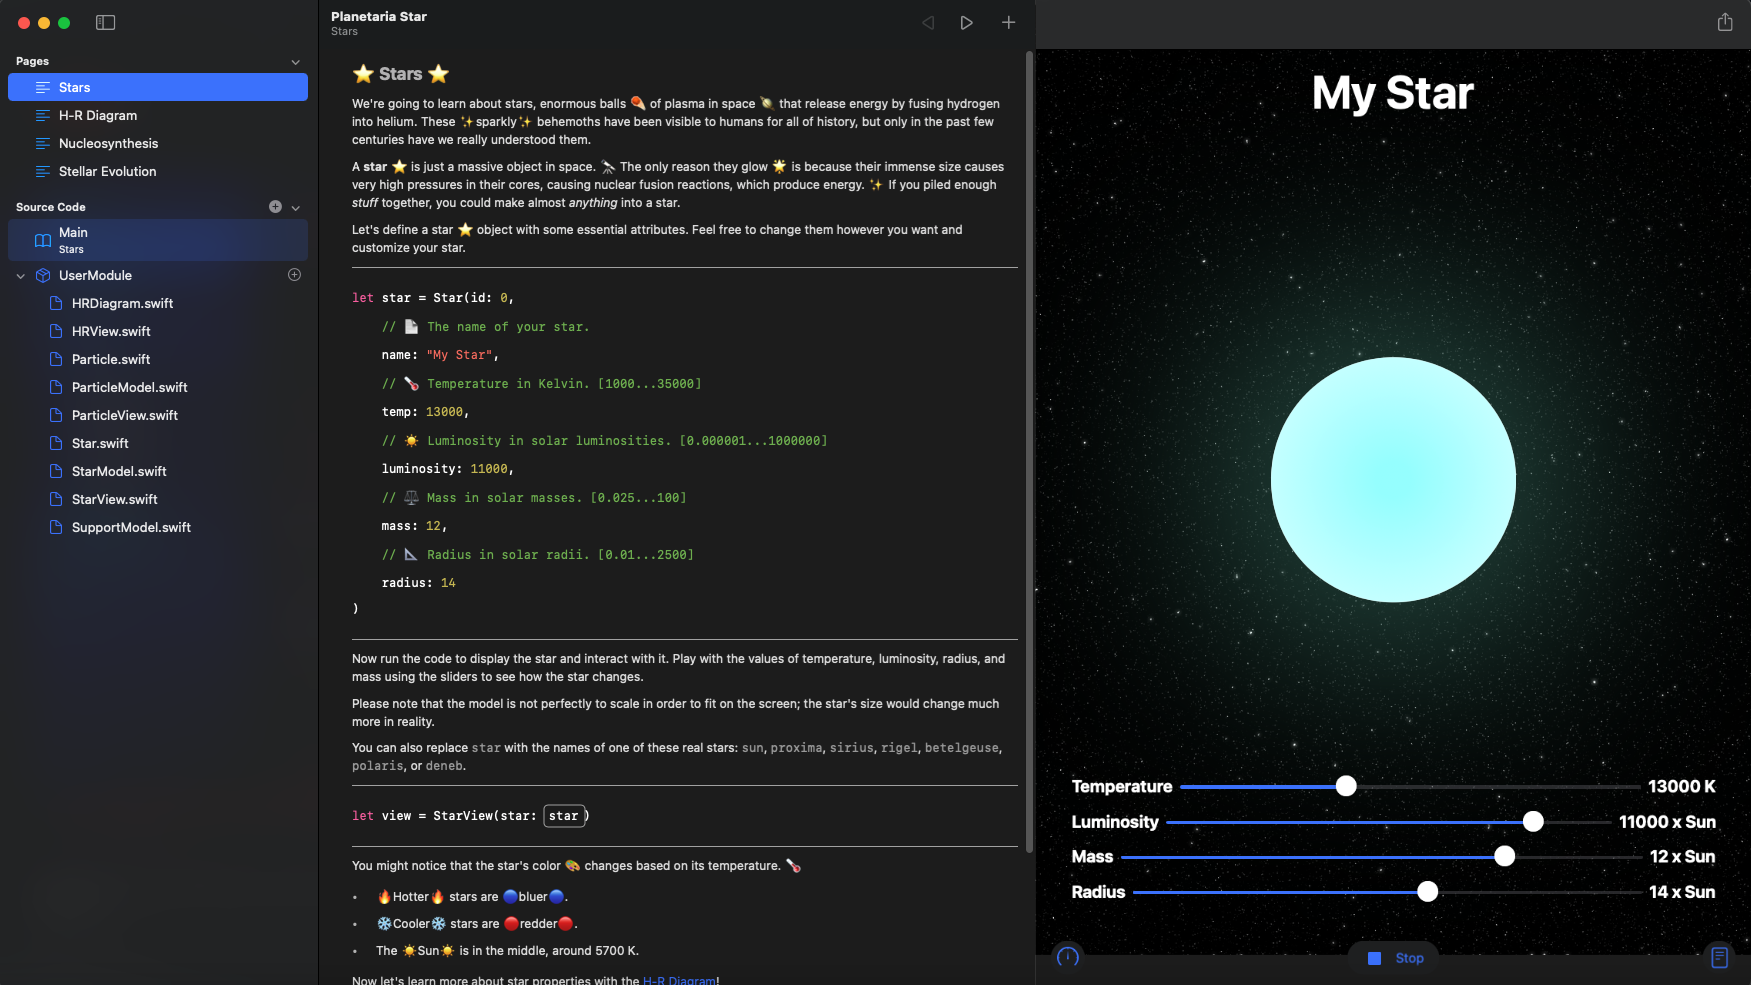 Pages
Stars
H-R Diagram
Nucleosynthesis
Stellar Evolution
Source Code
Main
Stars
UserModule
HRDiagram.swift
HRView.swift
Particle.swift
ParticleModel.swift
ParticleView.swift
Star.swift
StarModel.swift
StarView.swift
SupportModel.swift
Planetaria Star
Stars
⭐ Stars ⭐
We're going to learn about stars, enormous balls ☄️ of plasma in space 🪐 that release energy by fusing hydrogen
into helium. These ✨sparkly✨ behemoths have been visible to humans for all of history, but only in the past few
centuries have we really understood them.
A star ⭐ is just a massive object in space. 🔭 The only reason they glow 🌟 is because their immense size causes
very high pressures in their cores, causing nuclear fusion reactions, which produce energy. ✨ If you piled enough
stuff together, you could make almost anything into a star.
Let's define a star ⭐ object with some essential attributes. Feel free to change them however you want and
customize your star.
let star = Star(id: 0,
// 📄 The name of your star.
name: "My Star",
// 🌡️ Temperature in Kelvin. [1000...35000]
temp: 13000,
// ☀️ Luminosity in solar luminosities. [0.000001...1000000]
luminosity: 11000,
// ⚖️ Mass in solar masses. [0.025...100]
mass: 12,
// 📐 Radius in solar radii. [0.01...2500]
radius: 14
)
Now run the code to display the star and interact with it. Play with the values of temperature, luminosity, radius, and
mass using the sliders to see how the star changes.
Please note that the model is not perfectly to scale in order to fit on the screen; the star's size would change much
more in reality.
You can also replace star with the names of one of these real stars: sun, proxima, sirius, rigel, betelgeuse,
polaris, or deneb.
let view = StarView(star: star)
You might notice that the star's color 🎨 changes based on its temperature. 🌡️
• 🔥Hotter🔥 stars are 🔵bluer🔵.
• ❄️Cooler❄️ stars are 🔴redder🔴.
• The ☀️Sun☀️ is in the middle, around 5700 K.
Now let's learn more about star properties with the H-R Diagram!
My Star
Temperature 13000 K
Luminosity 11000 x Sun
Mass 12 x Sun
Radius 14 x Sun
Stop